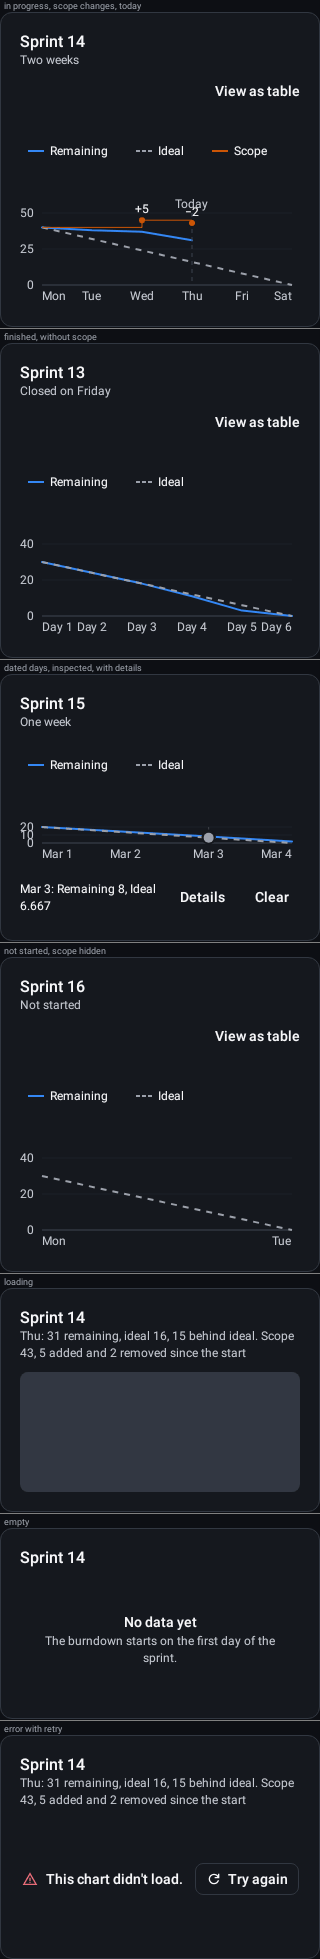 in progress, scope changes, today
Sprint 14
Two weeks
View as table
Remaining
Ideal
Scope
Today
+5
−2
50
25
0
Mon Tue Wed Thu Fri Sat
finished, without scope
Sprint 13
Closed on Friday
View as table
Remaining
Ideal
40
20
0
Day 1 Day 2 Day 3 Day 4 Day 5 Day 6
dated days, inspected, with details
Sprint 15
One week
Remaining
Ideal
20
10
0
Mar 1 Mar 2 Mar 3 Mar 4
Mar 3: Remaining 8, Ideal
6.667
Details
Clear
not started, scope hidden
Sprint 16
Not started
View as table
Remaining
Ideal
40
20
0
Mon Tue
loading
Sprint 14
Thu: 31 remaining, ideal 16, 15 behind ideal. Scope
43, 5 added and 2 removed since the start
empty
Sprint 14
No data yet
The burndown starts on the first day of the
sprint.
error with retry
Sprint 14
Thu: 31 remaining, ideal 16, 15 behind ideal. Scope
43, 5 added and 2 removed since the start
This chart didn't load.
Try again